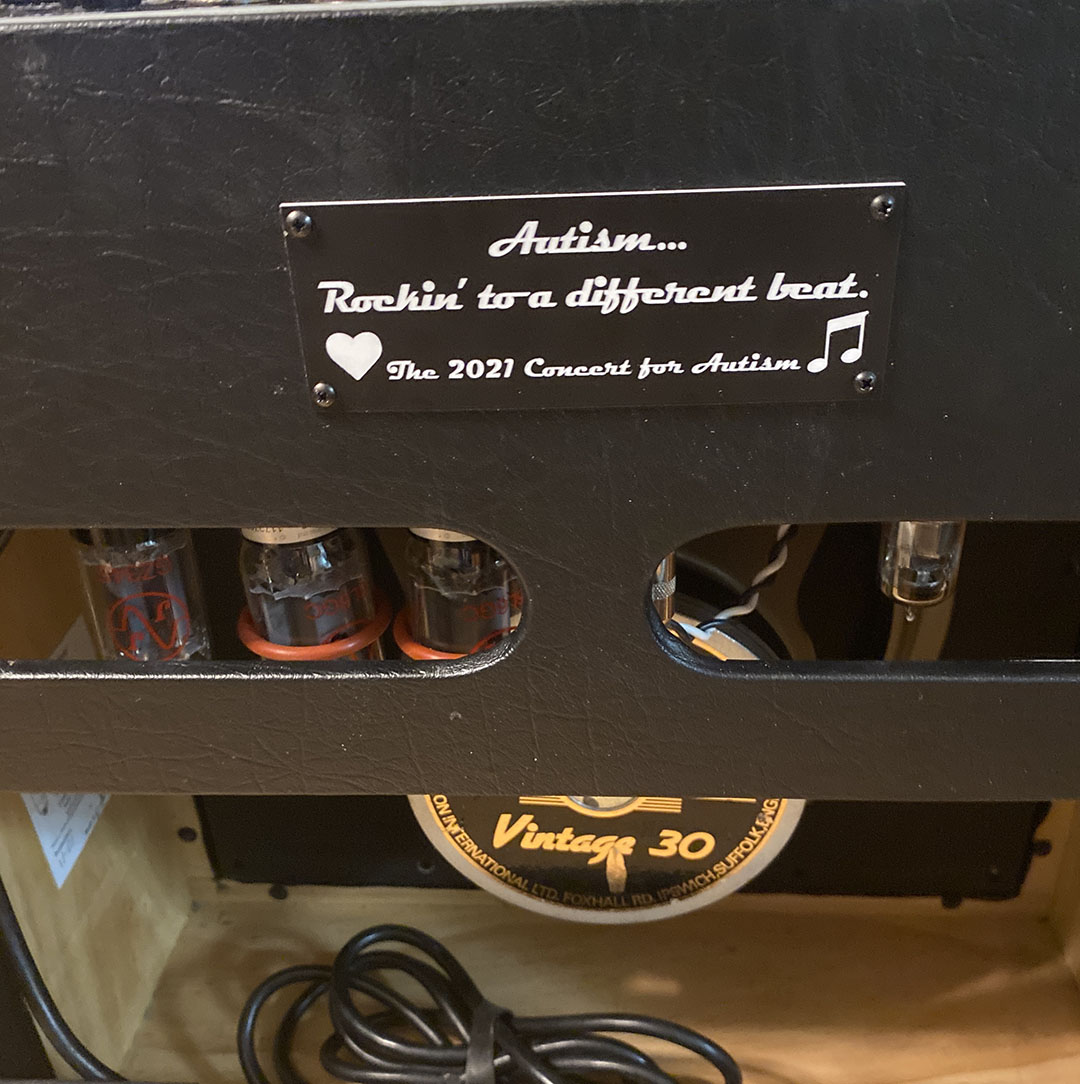 Autism...
Rockin' to a different beat.
The 2021 Concert for Autism
Vintage 30
ON INTERNATIONAL LTD. FOXHALL RD. IPSWICH, SUFFOLK, ENG